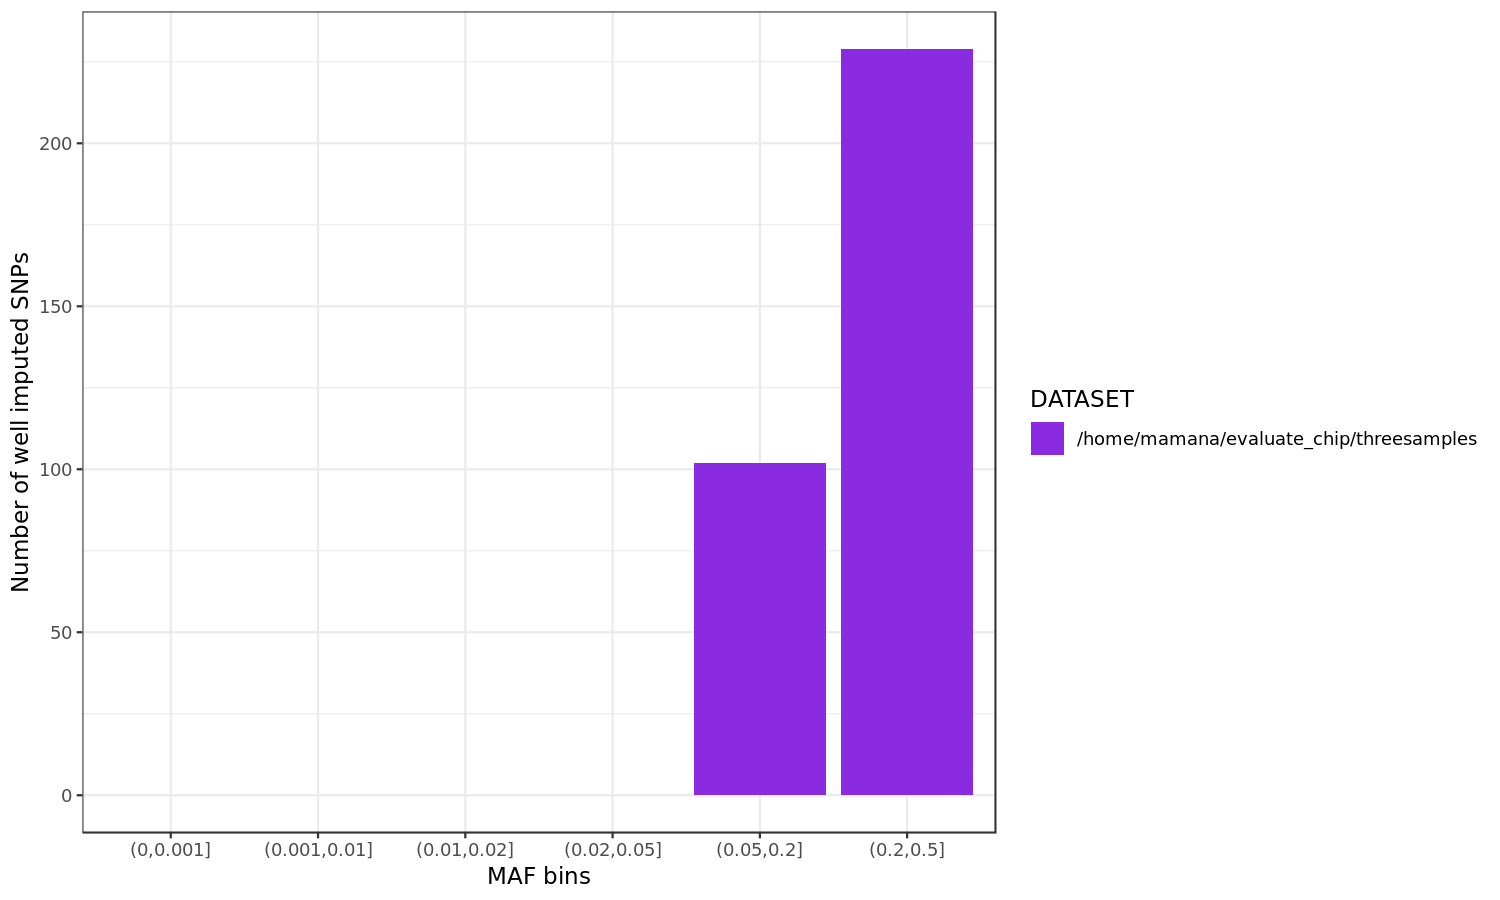 Number of well imputed SNPs
200
150
100
50
0
(0,0.001]
(0.001,0.01]
(0.01,0.02]
(0.02,0.05]
(0.05,0.2]
(0.2,0.5]
MAF bins
DATASET
/home/mamana/evaluate_chip/threesamples